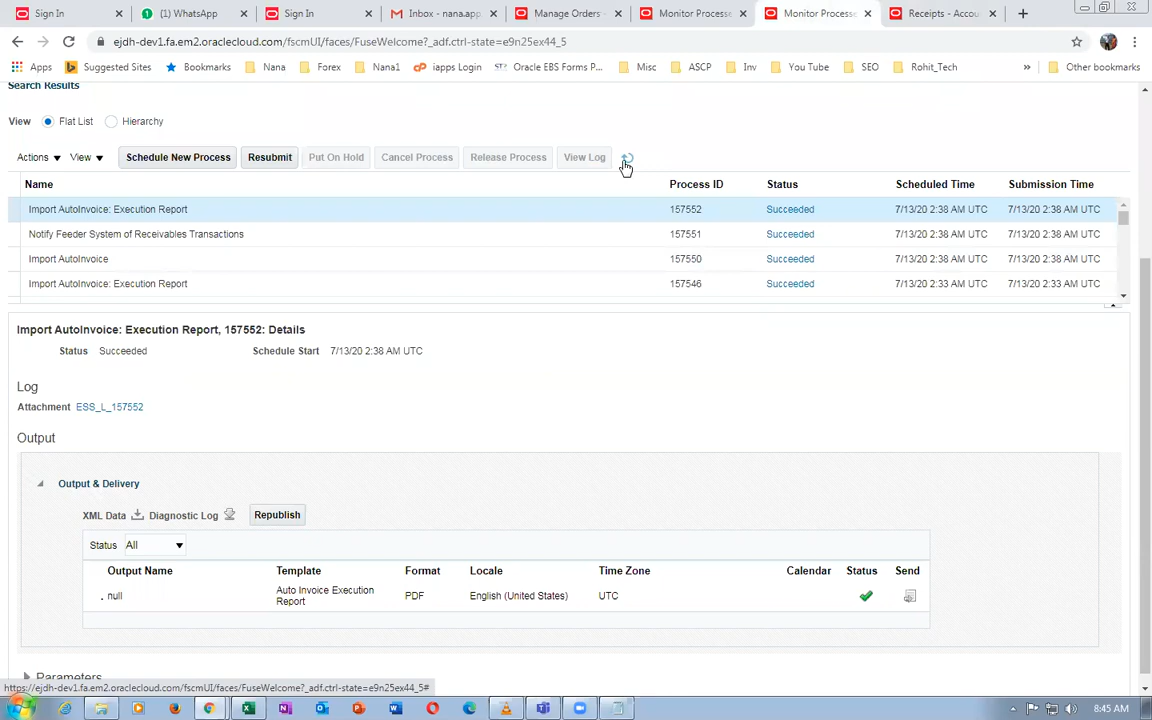 Sign In
(1) WhatsApp
Sign In
Inbox - nana.app
Manage Orders -
Monitor Processe
Monitor Processe
Receipts - Accou
ejdh-dev1.fa.em2.oraclecloud.com/fscmUI/faces/FuseWelcome?_adf.ctrl-state=e9n25ex44_5
Apps
Suggested Sites
Bookmarks
Nana
Forex
Nana1
iapps Login
Oracle EBS Forms P...
Misc
ASCP
Inv
You Tube
SEO
Rohit_Tech
»
Other bookmarks
Search Results
View Flat List Hierarchy
Actions View Schedule New Process Resubmit Put On Hold Cancel Process Release Process View Log
Name Process ID Status Scheduled Time Submission Time
Import AutoInvoice: Execution Report 157552 Succeeded 7/13/20 2:38 AM UTC 7/13/20 2:38 AM UTC
Notify Feeder System of Receivables Transactions 157551 Succeeded 7/13/20 2:38 AM UTC 7/13/20 2:38 AM UTC
Import AutoInvoice 157550 Succeeded 7/13/20 2:38 AM UTC 7/13/20 2:38 AM UTC
Import AutoInvoice: Execution Report 157546 Succeeded 7/13/20 2:33 AM UTC 7/13/20 2:33 AM UTC
Import AutoInvoice: Execution Report, 157552: Details
Status Succeeded Schedule Start 7/13/20 2:38 AM UTC
Log
Attachment ESS_L_157552
Output
Output & Delivery
XML Data Diagnostic Log Republish
Status All
Output Name Template Format Locale Time Zone Calendar Status Send
. null Auto Invoice Execution Report PDF English (United States) UTC
Parameters
https://ejdh-dev1.fa.em2.oraclecloud.com/fscmUI/faces/FuseWelcome?_adf.ctrl-state=e9n25ex44_5#
8:45 AM